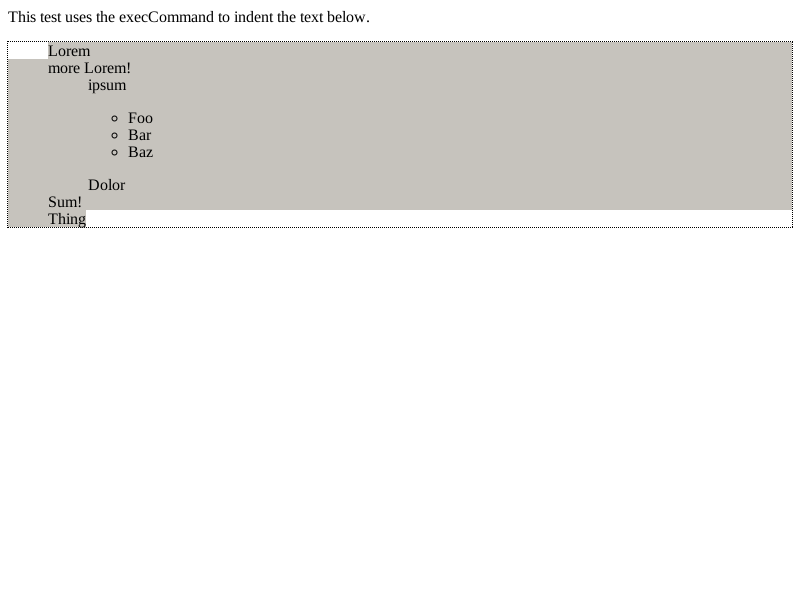 This test uses the execCommand to indent the text below.
Lorem
more Lorem!
ipsum
Foo
Bar
Baz
Dolor
Sum!
Thing